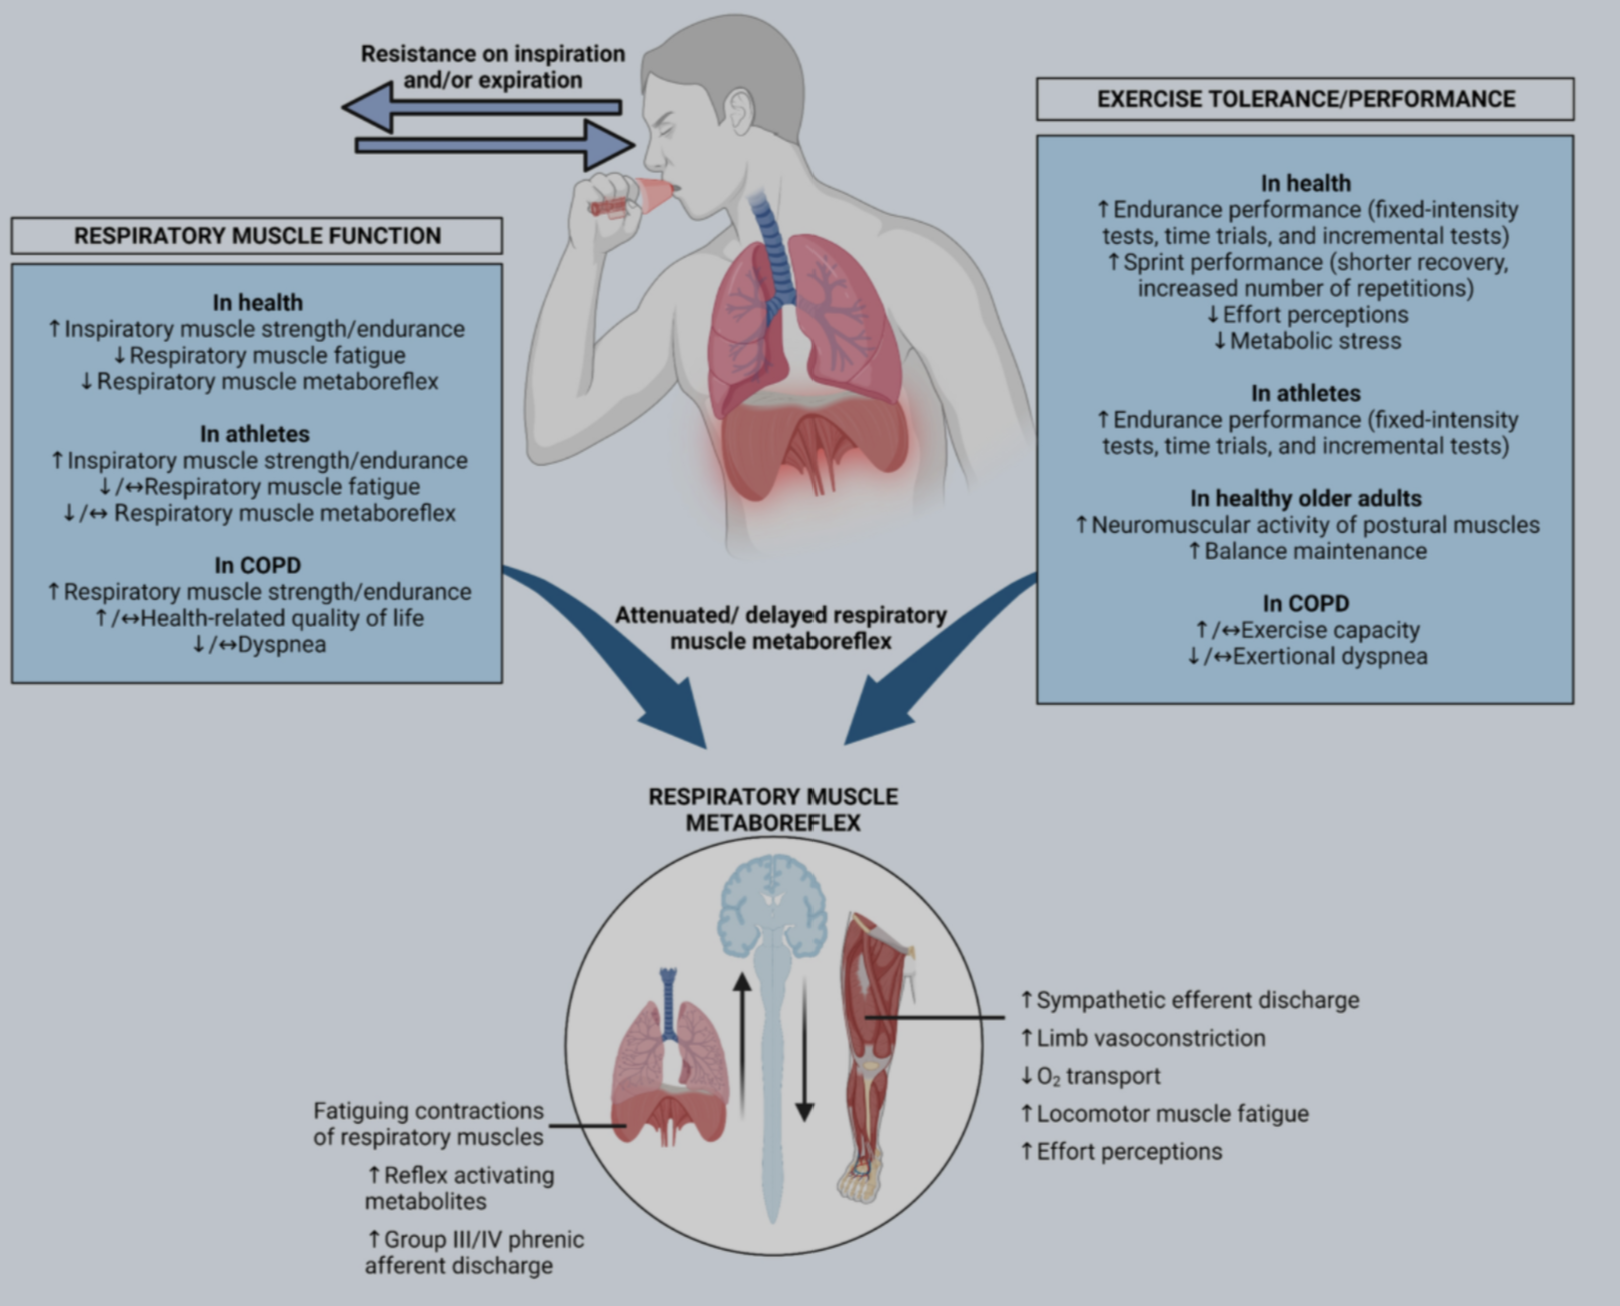 Resistance on inspiration
and/or expiration
RESPIRATORY MUSCLE FUNCTION
In health
↑Inspiratory muscle strength/endurance
↓Respiratory muscle fatigue
↓Respiratory muscle metaboreflex
In athletes
↑Inspiratory muscle strength/endurance
↓/↔Respiratory muscle fatigue
↓/↔ Respiratory muscle metaboreflex
In COPD
↑Respiratory muscle strength/endurance
↑/↔Health-related quality of life
↓/↔Dyspnea
EXERCISE TOLERANCE/PERFORMANCE
In health
↑Endurance performance (fixed-intensity
tests, time trials, and incremental tests)
↑Sprint performance (shorter recovery,
increased number of repetitions)
↓Effort perceptions
↓Metabolic stress
In athletes
↑Endurance performance (fixed-intensity
tests, time trials, and incremental tests)
In healthy older adults
↑Neuromuscular activity of postural muscles
↑Balance maintenance
In COPD
↑/↔Exercise capacity
↓/↔Exertional dyspnea
Attenuated/ delayed respiratory
muscle metaboreflex
RESPIRATORY MUSCLE
METABOREFLEX
Fatiguing contractions
of respiratory muscles
↑Reflex activating
metabolites
↑Group III/IV phrenic
afferent discharge
↑Sympathetic efferent discharge
↑Limb vasoconstriction
↓O₂ transport
↑Locomotor muscle fatigue
↑Effort perceptions